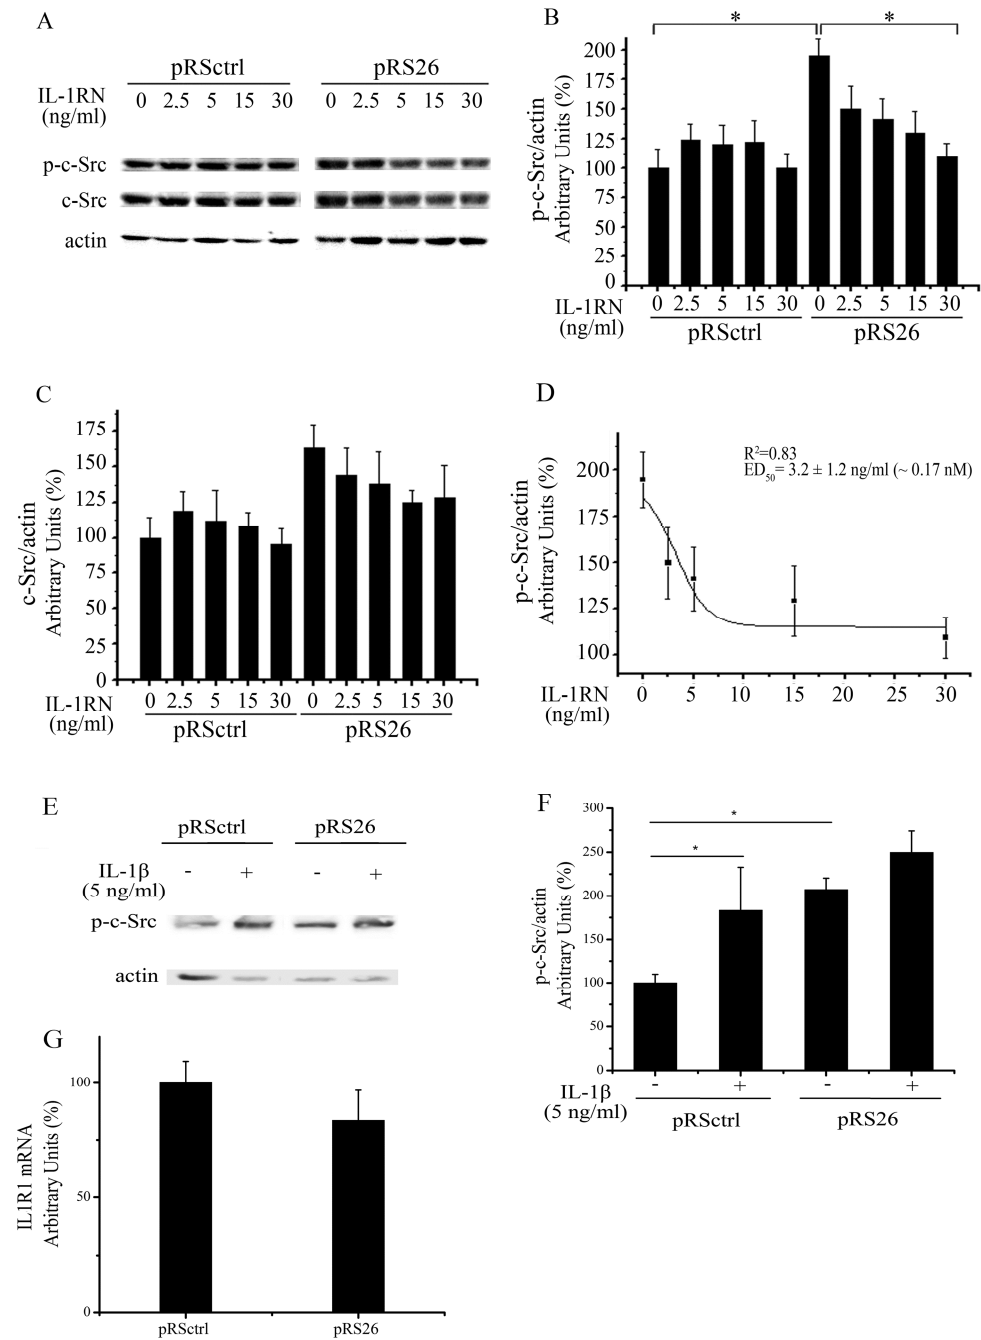 A
pRSctrl pRS26
IL-1RN 0 2.5 5 15 30 0 2.5 5 15 30
(ng/ml)
p-c-Src
c-Src
actin
B
* *
p-c-Src/actin
Arbitrary Units (%)
200
175
150
125
100
75
50
25
0
IL-1RN 0 2.5 5 15 30 0 2.5 5 15 30
(ng/ml)
pRSctrl pRS26
C
c-Src/actin
Arbitrary Units (%)
175
150
125
100
75
50
25
0
IL-1RN 0 2.5 5 15 30 0 2.5 5 15 30
(ng/ml)
pRSctrl pRS26
D
R2=0.83
ED50= 3.2 ± 1.2 ng/ml (~ 0.17 nM)
p-c-Src/actin
Arbitrary Units (%)
200
175
150
125
100
IL-1RN 0 5 10 15 20 25 30
(ng/ml)
E
pRSctrl pRS26
IL-1β - + - +
(5 ng/ml)
p-c-Src
actin
F
*
*
p-c-Src/actin
Arbitrary Units (%)
300
250
200
150
100
50
0
IL-1β - + - +
(5 ng/ml)
pRSctrl pRS26
G
IL1R1 mRNA
Arbitrary Units (%)
100
50
0
pRSctrl pRS26